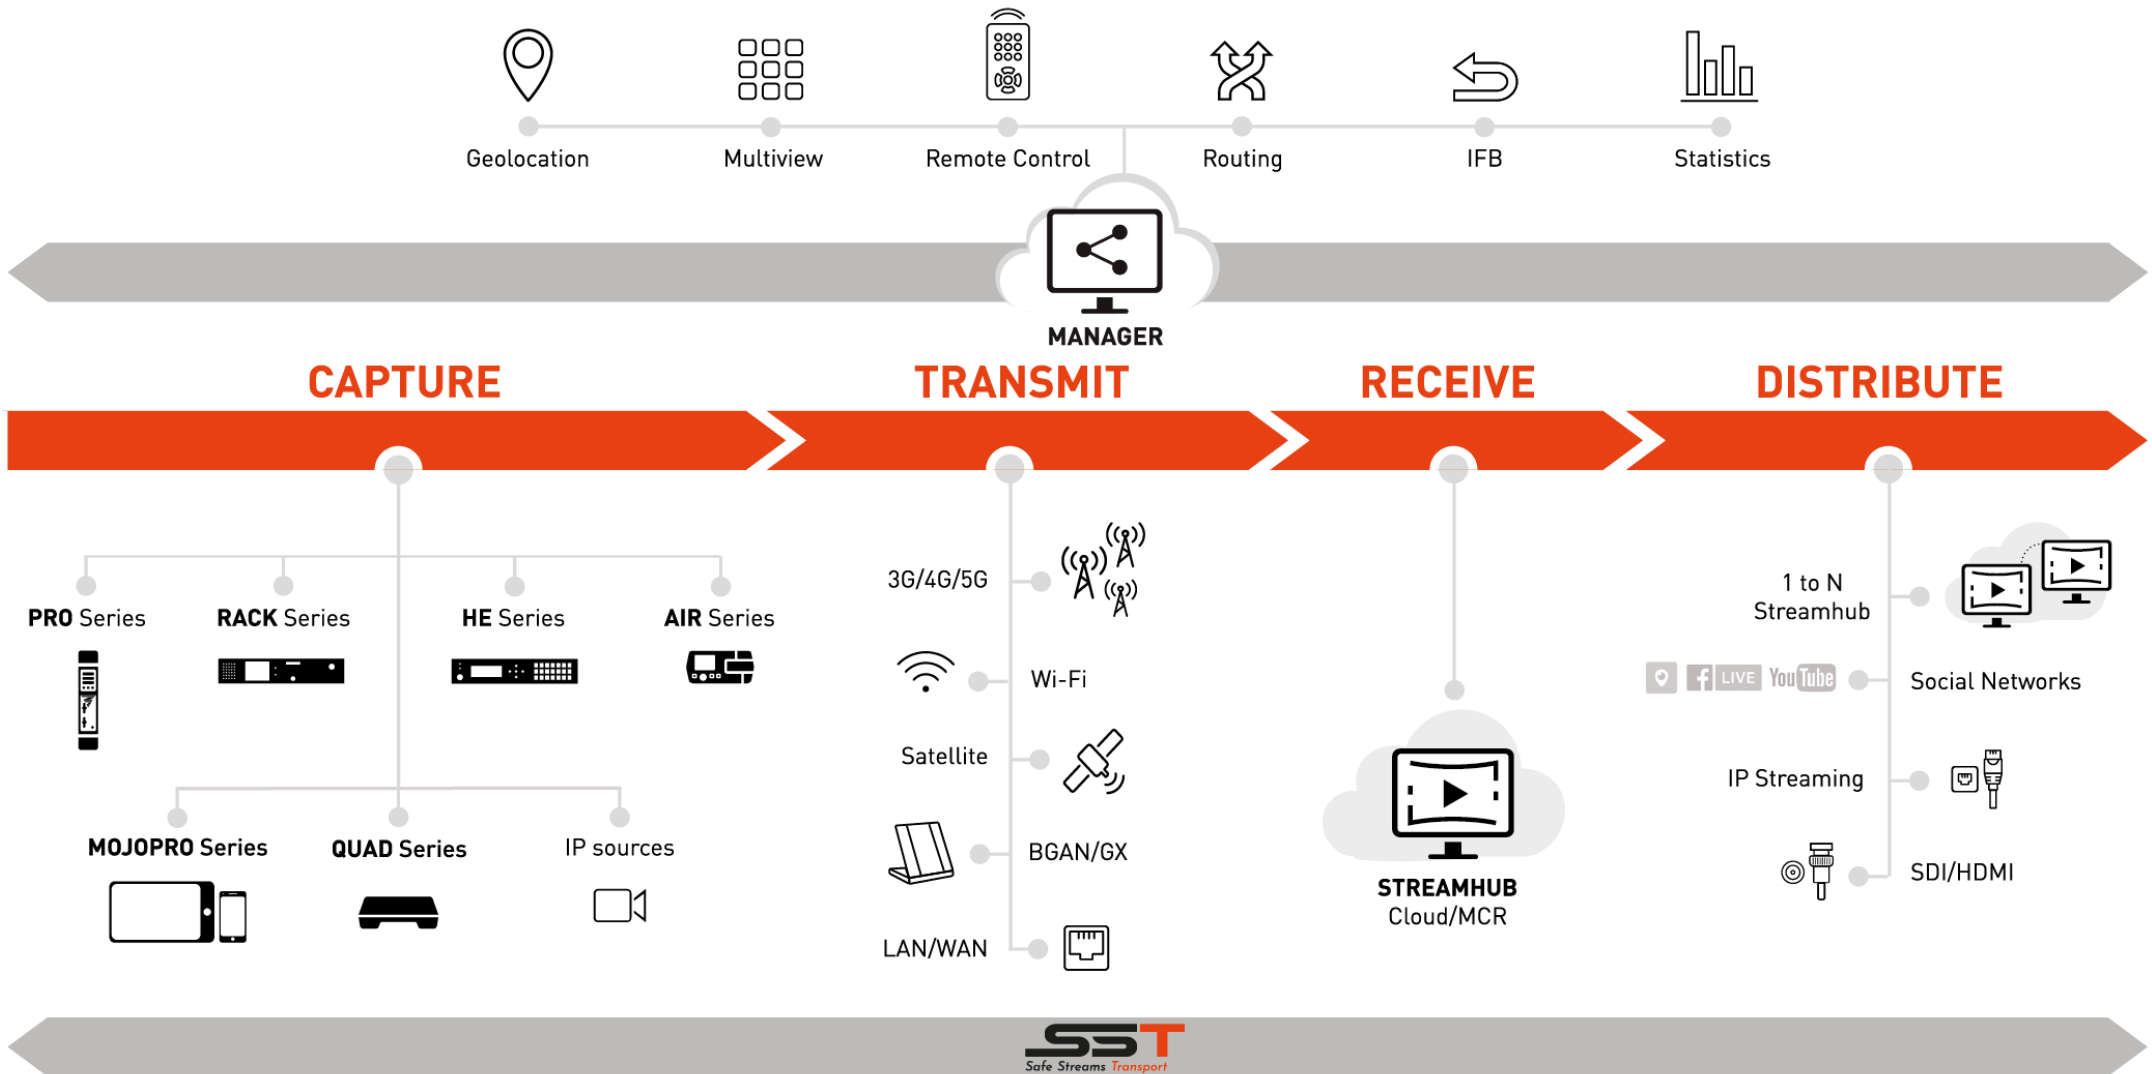 Geolocation
Multiview
Remote Control
Routing
IFB
Statistics
MANAGER
CAPTURE
TRANSMIT
RECEIVE
DISTRIBUTE
PRO Series
RACK Series
HE Series
AIR Series
MOJOPRO Series
QUAD Series
IP sources
3G/4G/5G
Wi-Fi
Satellite
BGAN/GX
LAN/WAN
STREAMHUB
Cloud/MCR
1 to N
Streamhub
f LIVE YouTube
Social Networks
IP Streaming
SDI/HDMI
SST
Safe Streams Transport